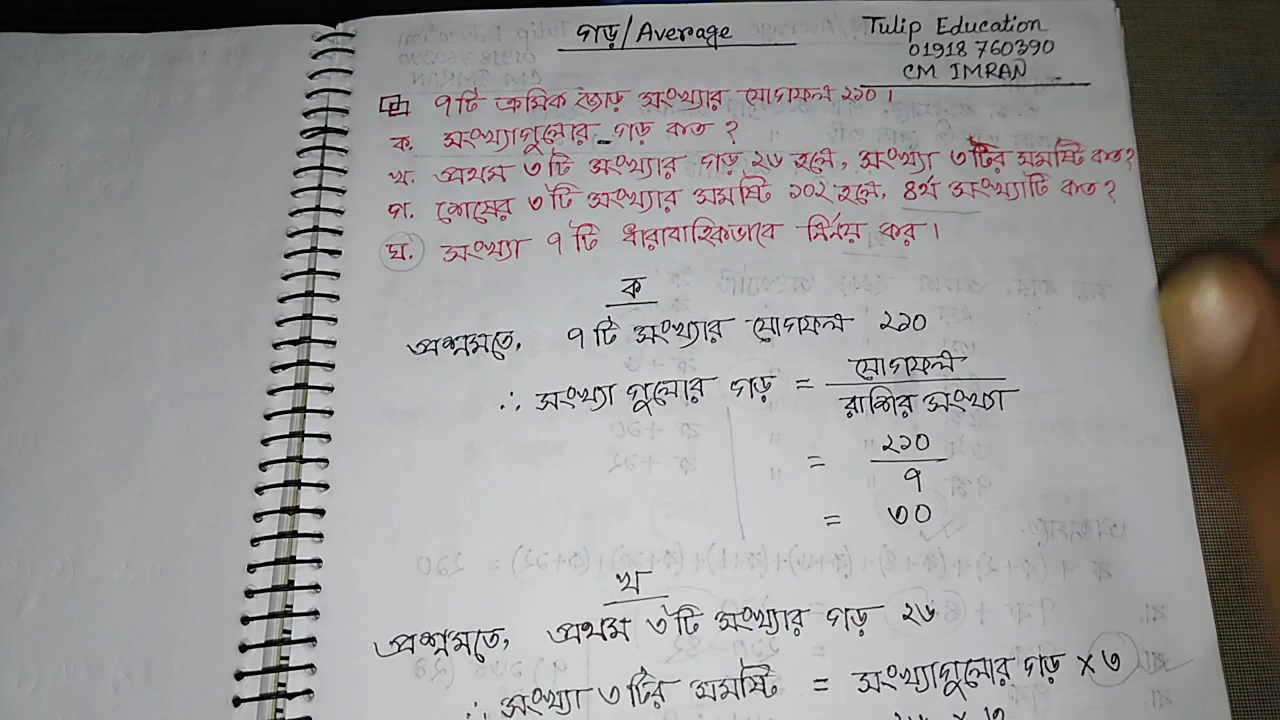 গড়/Average
Tulip Education
01918 760390
CM IMRAN
৭টি ক্রমিক জোড় সংখ্যার যোগফল ২১০।
ক. সংখ্যাগুলোর গড় কত ?
খ. প্রথম ৩টি সংখ্যার গড় ২৬ হলে, সংখ্যা ৩টির সমষ্টি কত?
গ. শেষের ৩টি সংখ্যার সমষ্টি ১০২ হলে, ৪র্থ সংখ্যাটি কত ?
ঘ. সংখ্যা ৭টি ধারাবাহিকভাবে নির্নয় কর।
ক
প্রশ্নমতে, ৭টি সংখ্যার যোগফল ২১০
∴ সংখ্যা গুলোর গড় = যোগফল
রাশির সংখ্যা
= ২১০
৭
= ৩০
খ
প্রশ্নমতে, প্রথম ৩টি সংখ্যার গড় ২৬
∴ সংখ্যা ৩টির সমষ্টি = সংখ্যাগুলোর গড় × ৩